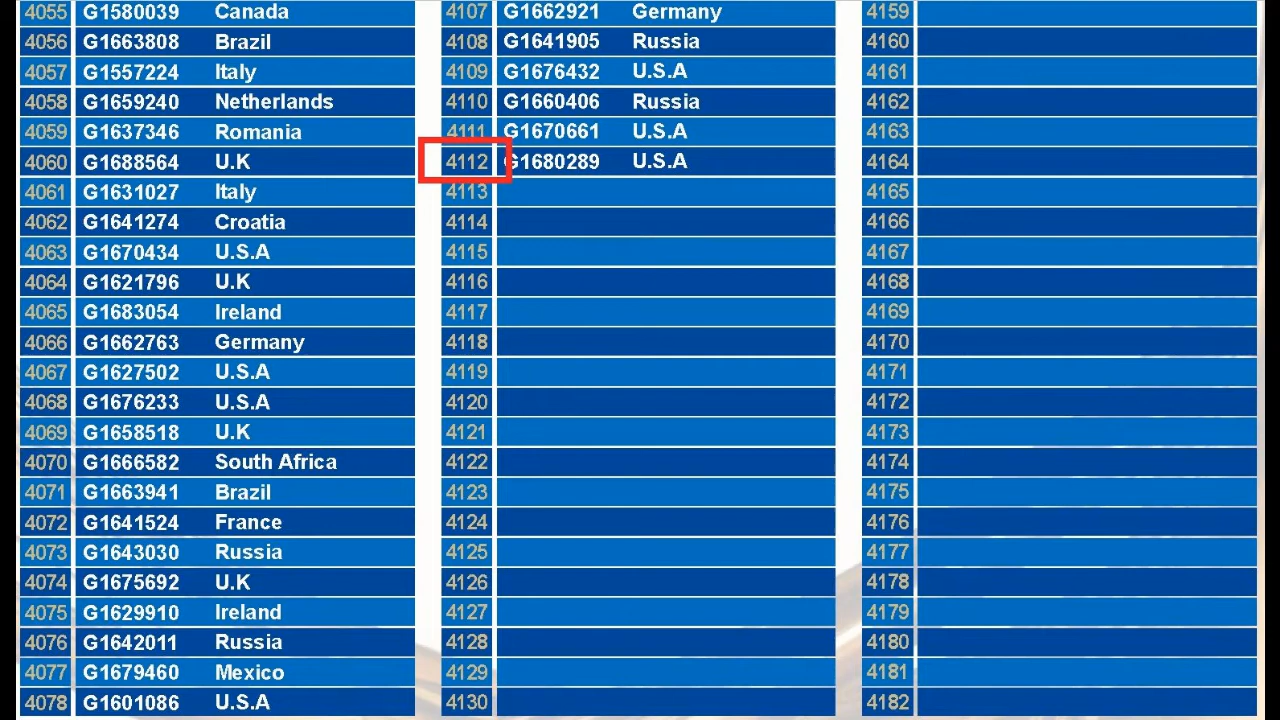 4055 G1580039 Canada 4107 G1662921 Germany 4159
4056 G1663808 Brazil 4108 G1641905 Russia 4160
4057 G1557224 Italy 4109 G1676432 U.S.A 4161
4058 G1659240 Netherlands 4110 G1660406 Russia 4162
4059 G1637346 Romania 4111 G1670661 U.S.A 4163
4060 G1688564 U.K 4112 G1680289 U.S.A 4164
4061 G1631027 Italy 4113 4165
4062 G1641274 Croatia 4114 4166
4063 G1670434 U.S.A 4115 4167
4064 G1621796 U.K 4116 4168
4065 G1683054 Ireland 4117 4169
4066 G1662763 Germany 4118 4170
4067 G1627502 U.S.A 4119 4171
4068 G1676233 U.S.A 4120 4172
4069 G1658518 U.K 4121 4173
4070 G1666582 South Africa 4122 4174
4071 G1663941 Brazil 4123 4175
4072 G1641524 France 4124 4176
4073 G1643030 Russia 4125 4177
4074 G1675692 U.K 4126 4178
4075 G1629910 Ireland 4127 4179
4076 G1642011 Russia 4128 4180
4077 G1679460 Mexico 4129 4181
4078 G1601086 U.S.A 4130 4182